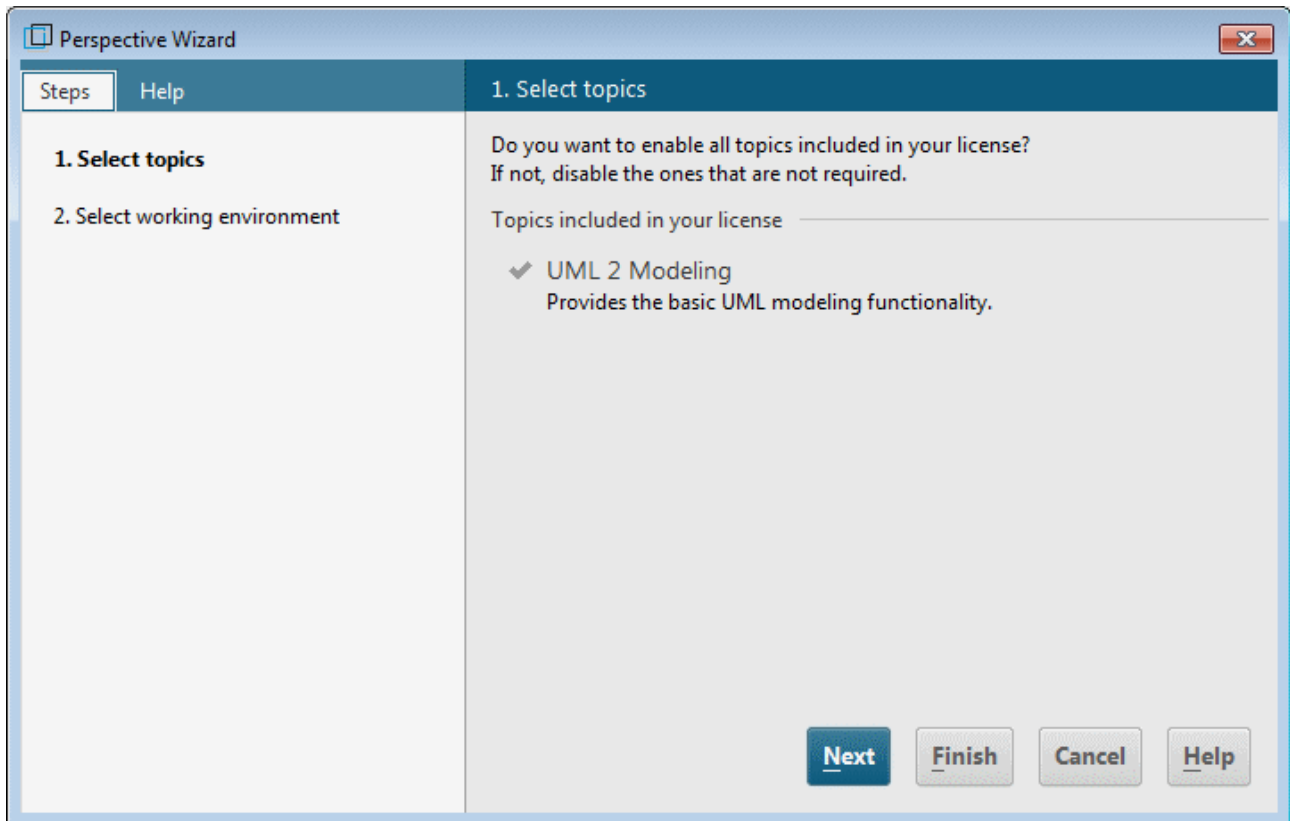 Perspective Wizard
Steps
Help
1. Select topics
2. Select working environment
1. Select topics
Do you want to enable all topics included in your license?
If not, disable the ones that are not required.
Topics included in your license
UML 2 Modeling
Provides the basic UML modeling functionality.
Next
Finish
Cancel
Help